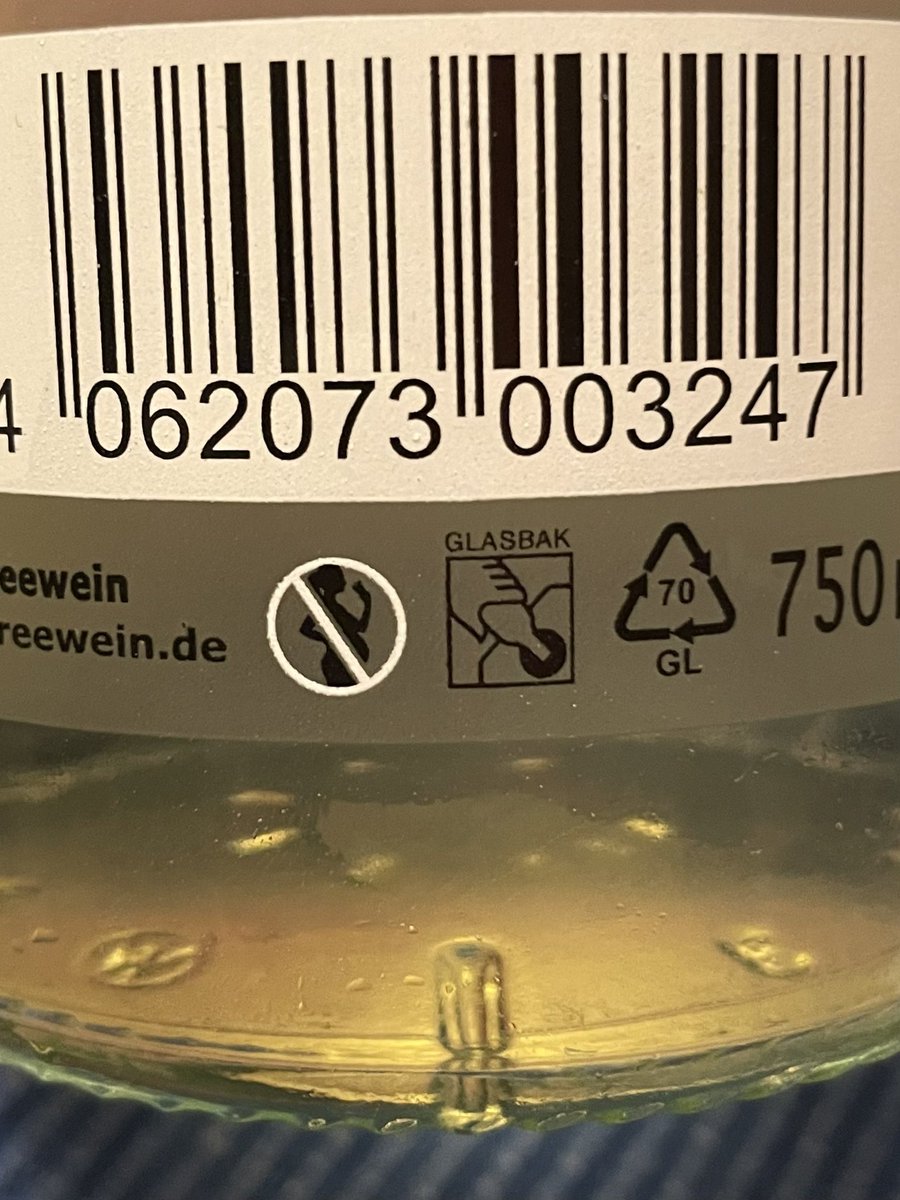 4 062073 003247
eewein
reewein.de
GLASBAK
70
GL
750